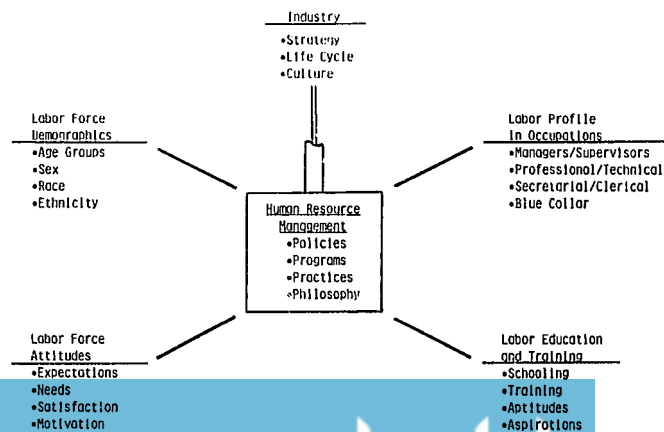 Industry
•Strategy
•Life Cycle
•Culture
Labor Force
Demographics
•Age Groups
•Sex
•Race
•Ethnicity
Labor Profile
in Occupations
•Managers/Supervisors
•Professional/Technical
•Secretarial/Clerical
•Blue Collar
Human Resource
Management
•Policies
•Programs
•Practices
•Philosophy
Labor Force
Attitudes
•Expectations
•Needs
•Satisfaction
•Motivation
Labor Education
and Training
•Schooling
•Training
•Aptitudes
•Aspirations